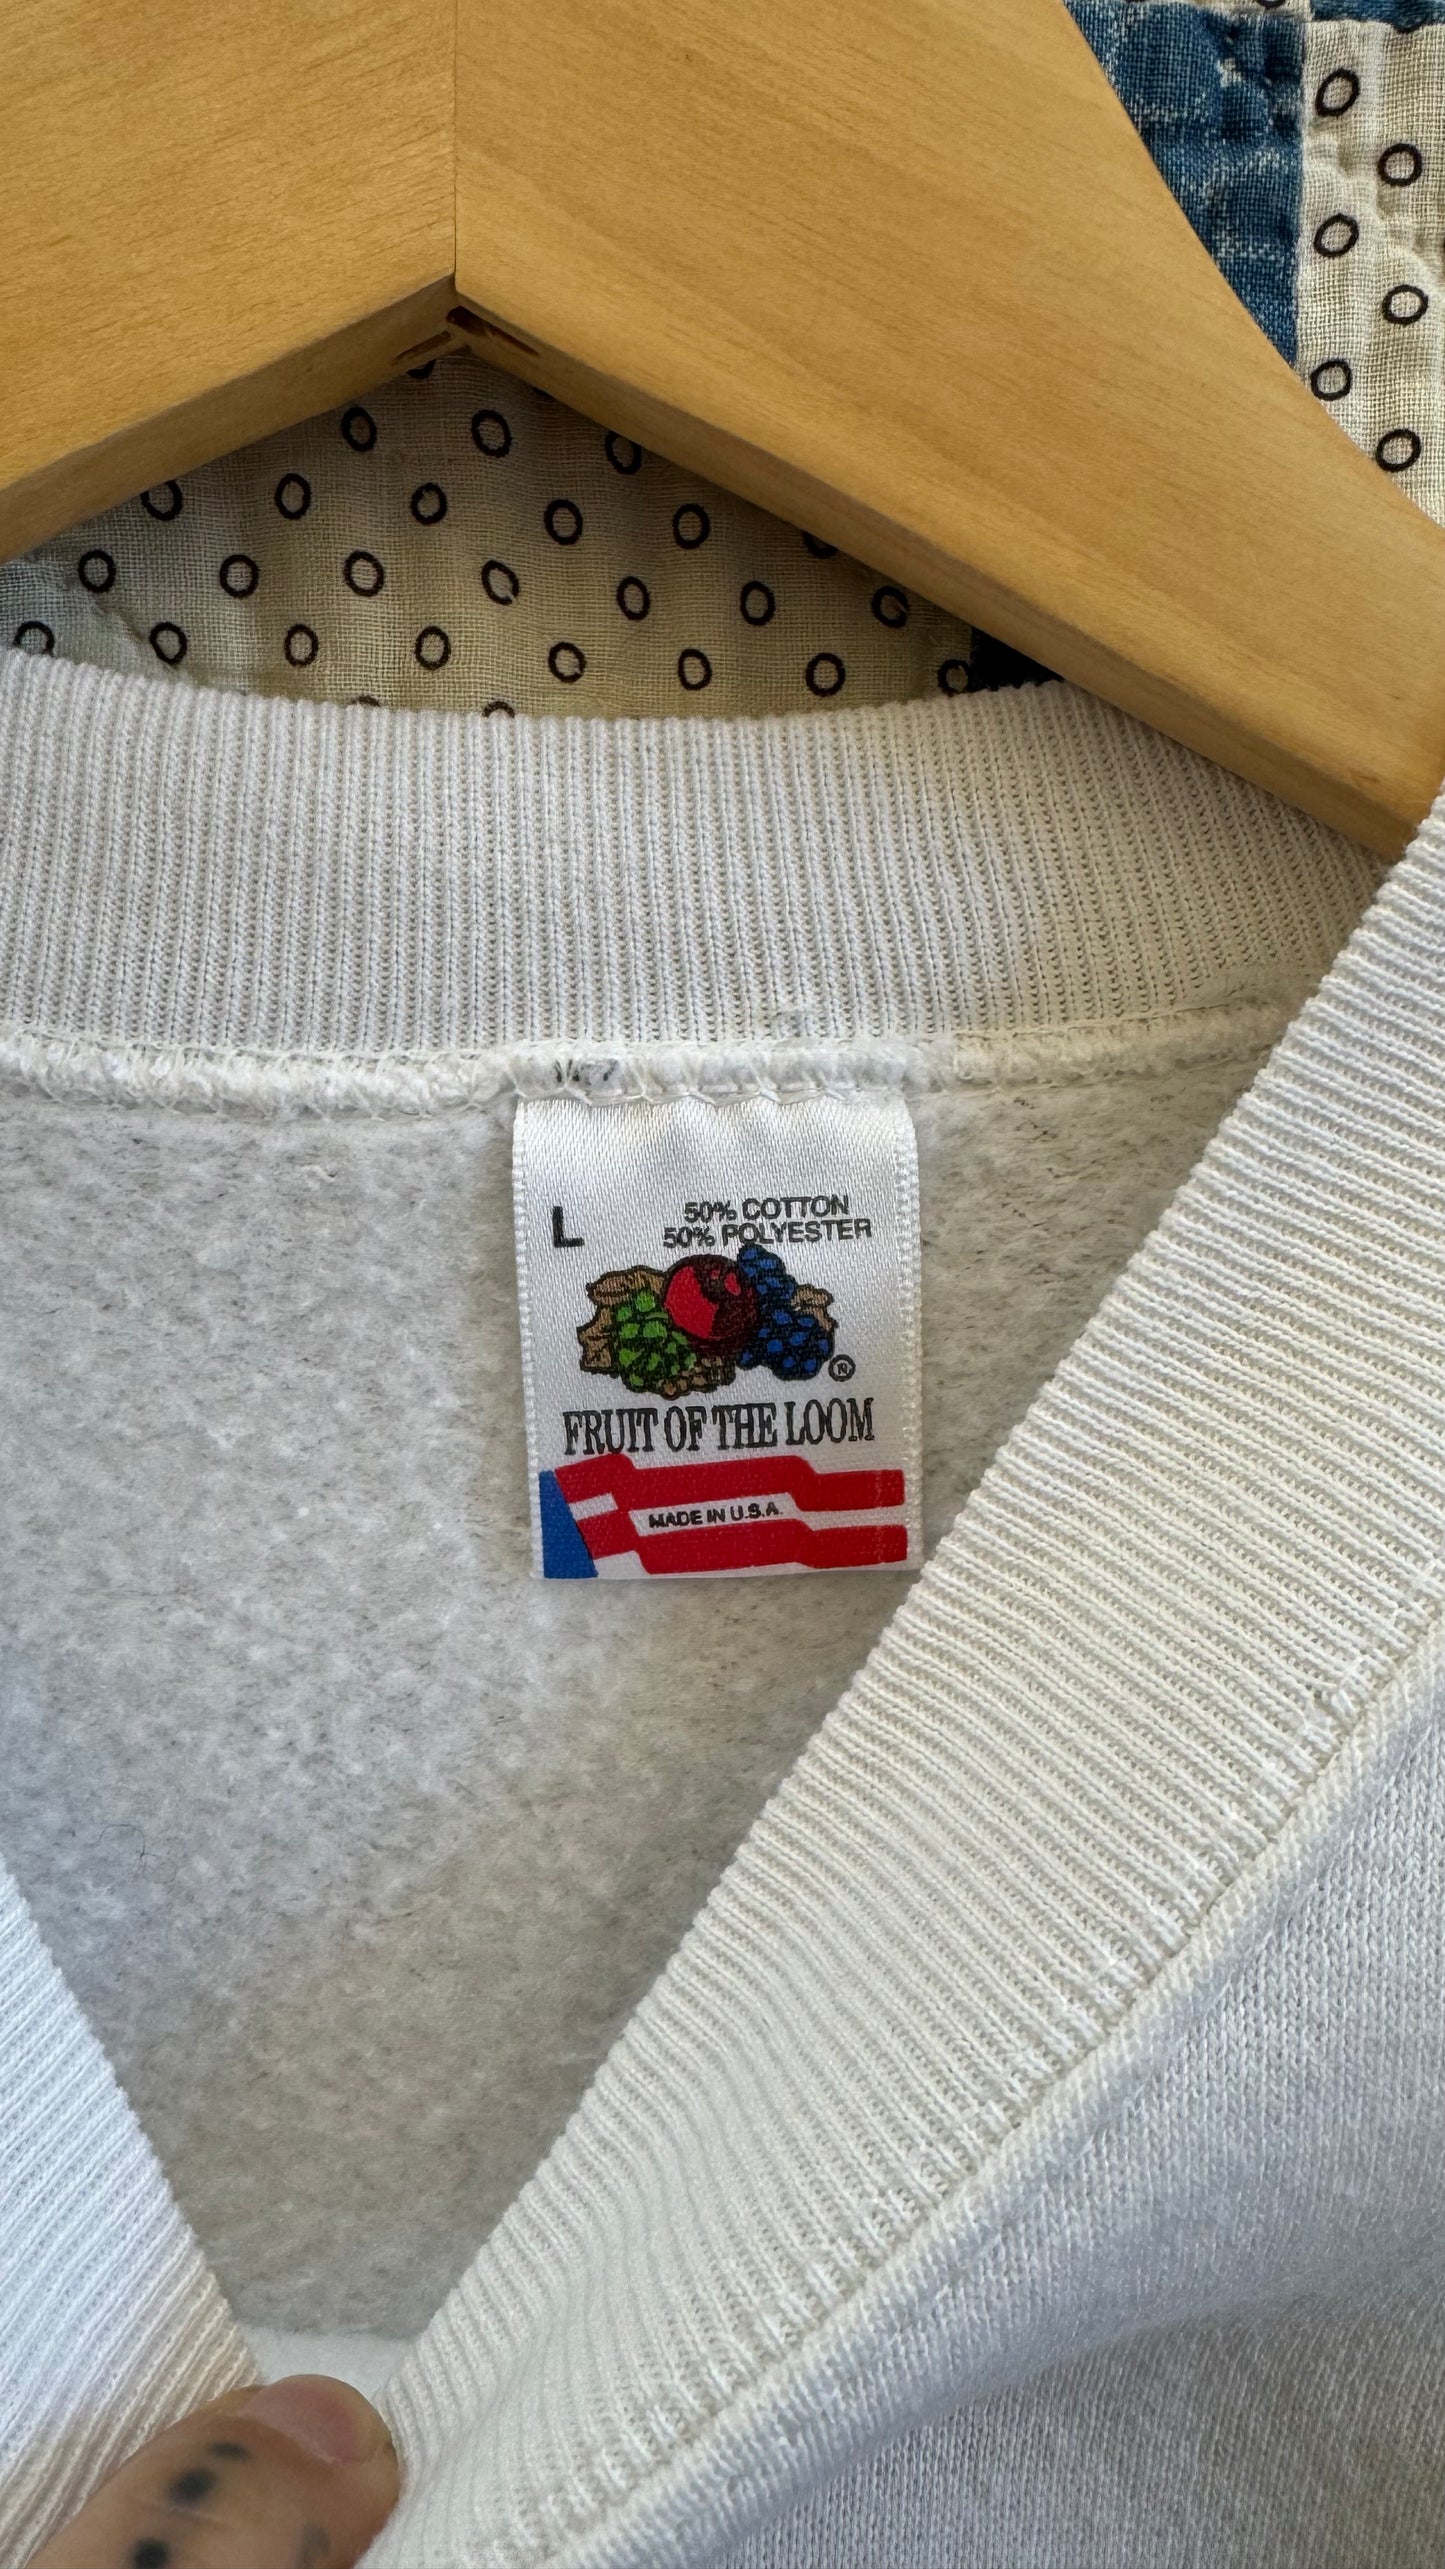 L
50% COTTON
50% POLYESTER
®
FRUIT OF THE LOOM
MADE IN U.S.A.